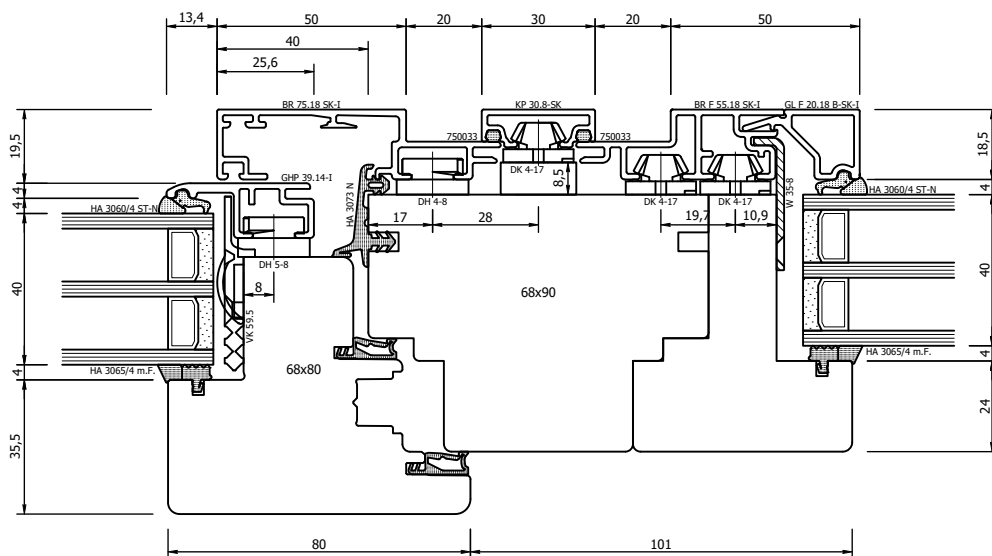 13,4 50 20 30 20 50
40
25,6
BR 75.18 SK-I KP 30.8-SK BR F 55.18 SK-I GL F 20.18 B-SK-I
750033 750033
19,5 18,5
DK 4-17 8,5
GHP 39.14-I
4 4
HA 3073 N
DH 4-8 DK 4-17 DK 4-17
W 35-8
HA 3060/4 ST-N HA 3060/4 ST-N
4 4
17 28 19,7 10,9
DH 5-8
8
40 40
68x90
VK 59.5
HA 3065/4 m.F. HA 3065/4 m.F.
4 4
68x80
35,5 24
80 101